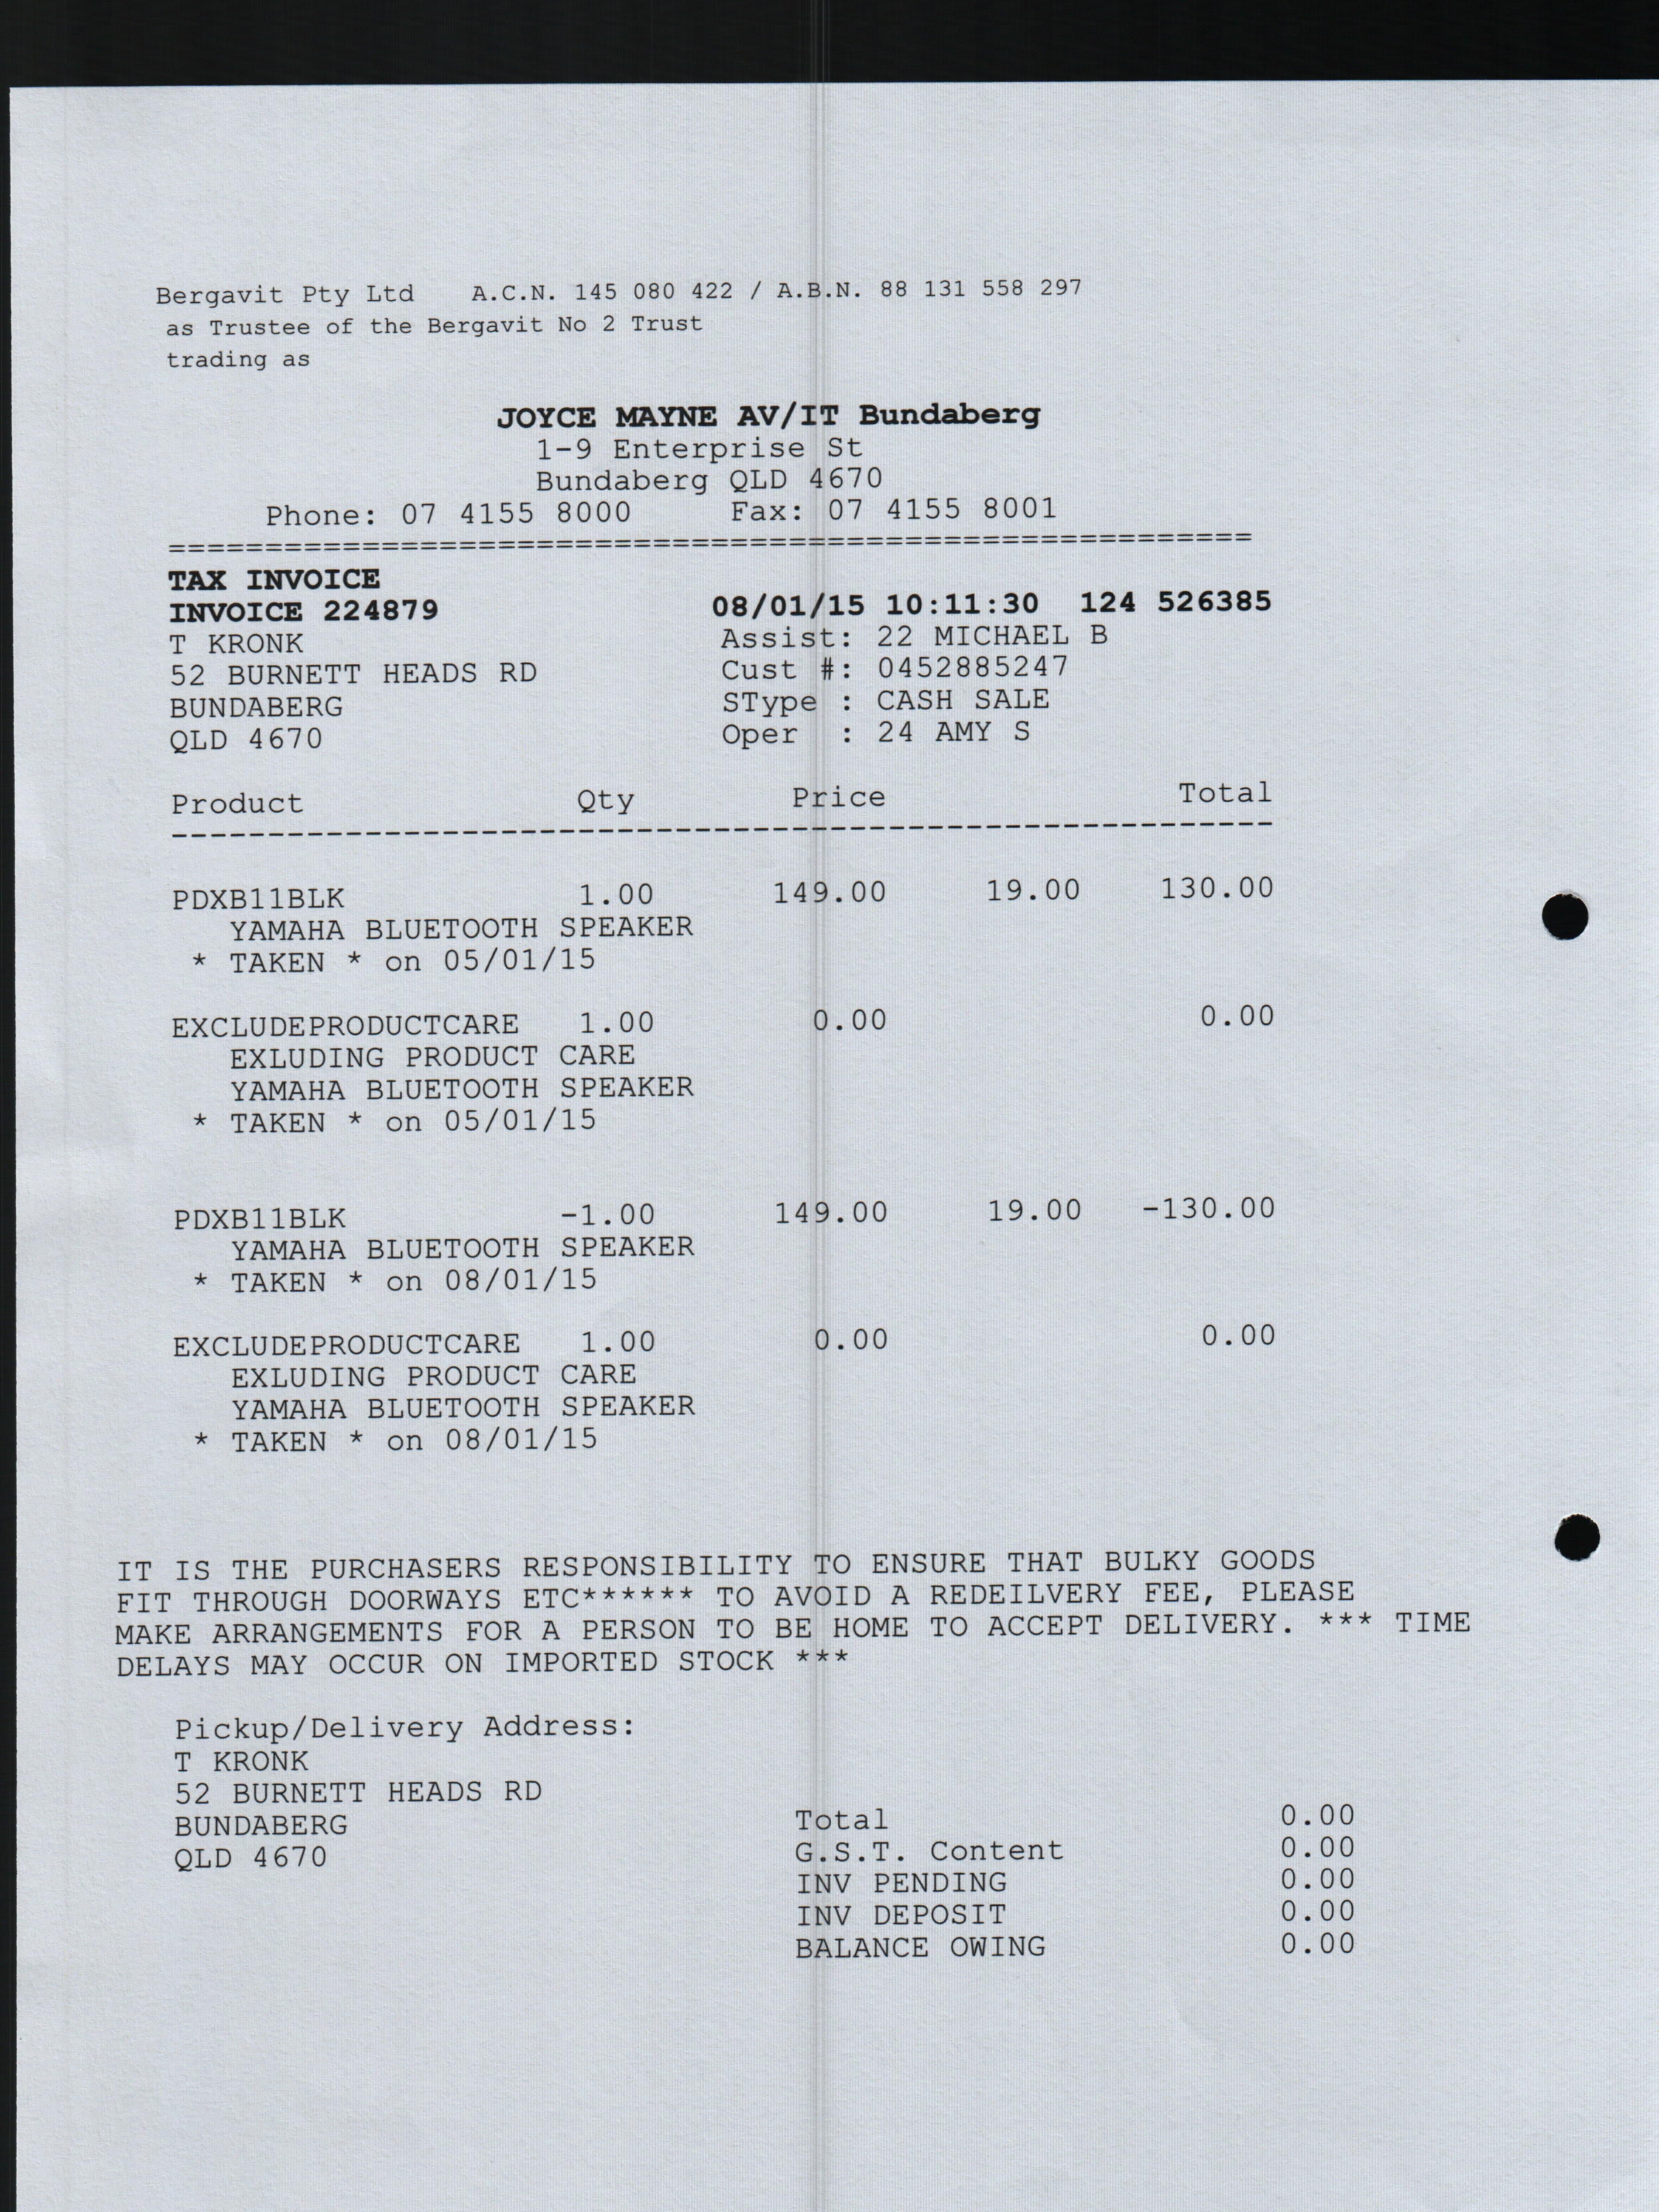 Bergavit Pty Ltd A.C.N. 145 080 422 / A.B.N. 88 131 558 297
as Trustee of the Bergavit No 2 Trust
trading as
JOYCE MAYNE AV/IT Bundaberg
1-9 Enterprise St
Bundaberg QLD 4670
Phone: 07 4155 8000 Fax: 07 4155 8001
========================================================
TAX INVOICE
INVOICE 224879 08/01/15 10:11:30 124 526385
T KRONK Assist: 22 MICHAEL B
52 BURNETT HEADS RD Cust #: 0452885247
BUNDABERG SType : CASH SALE
QLD 4670 Oper : 24 AMY S
Product Qty Price Total
---------------------------------------------------------
PDXB11BLK 1.00 149.00 19.00 130.00
YAMAHA BLUETOOTH SPEAKER
* TAKEN * on 05/01/15
EXCLUDEPRODUCTCARE 1.00 0.00 0.00
EXLUDING PRODUCT CARE
YAMAHA BLUETOOTH SPEAKER
* TAKEN * on 05/01/15
PDXB11BLK -1.00 149.00 19.00 -130.00
YAMAHA BLUETOOTH SPEAKER
* TAKEN * on 08/01/15
EXCLUDEPRODUCTCARE 1.00 0.00 0.00
EXLUDING PRODUCT CARE
YAMAHA BLUETOOTH SPEAKER
* TAKEN * on 08/01/15
IT IS THE PURCHASERS RESPONSIBILITY TO ENSURE THAT BULKY GOODS
FIT THROUGH DOORWAYS ETC****** TO AVOID A REDEILVERY FEE, PLEASE
MAKE ARRANGEMENTS FOR A PERSON TO BE HOME TO ACCEPT DELIVERY. *** TIME
DELAYS MAY OCCUR ON IMPORTED STOCK ***
Pickup/Delivery Address:
T KRONK
52 BURNETT HEADS RD
BUNDABERG Total 0.00
QLD 4670 G.S.T. Content 0.00
INV PENDING 0.00
INV DEPOSIT 0.00
BALANCE OWING 0.00